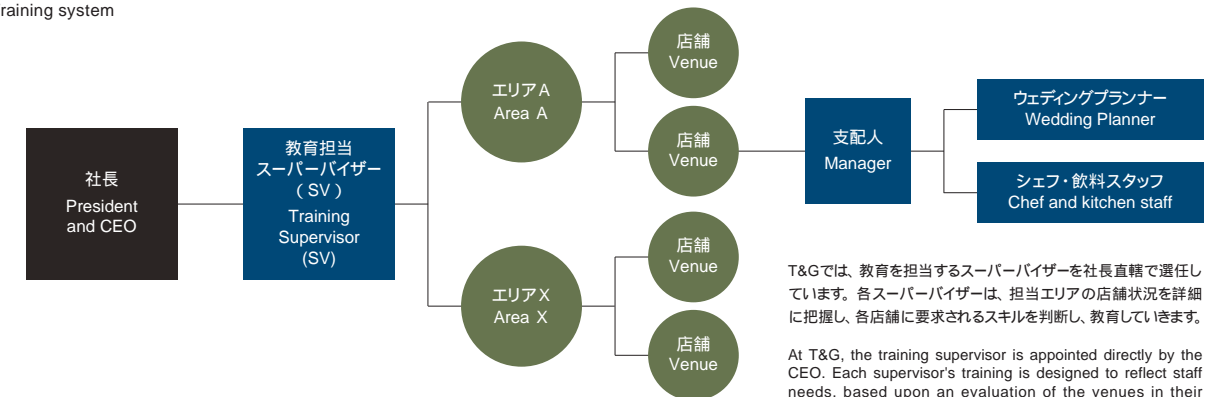 raining system
社長
President
and CEO
教育担当
スーパーバイザー
(SV)
Training
Supervisor
(SV)
エリアA
Area A
エリアX
Area X
店舗
Venue
店舗
Venue
店舗
Venue
店舗
Venue
支配人
Manager
ウェディングプランナー
Wedding Planner
シェフ・飲料スタッフ
Chef and kitchen staff
T&Gでは、教育を担当するスーパーバイザーを社長直轄で選任し
ています。各スーパーバイザーは、担当エリアの店舗状況を詳細
に把握し、各店舗に要求されるスキルを判断し、教育していきます。
At T&G, the training supervisor is appointed directly by the
CEO. Each supervisor's training is designed to reflect staff
needs, based upon an evaluation of the venues in their